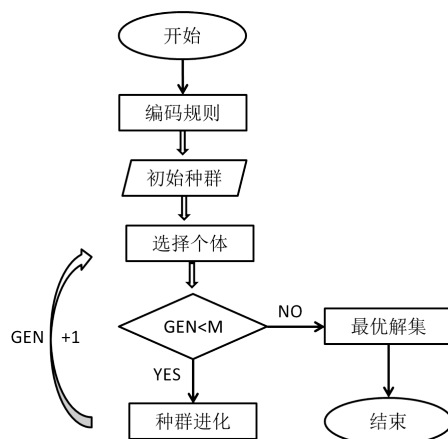 开始
编码规则
初始种群
选择个体
GEN<M
NO
最优解集
GEN +1
YES
种群进化
结束